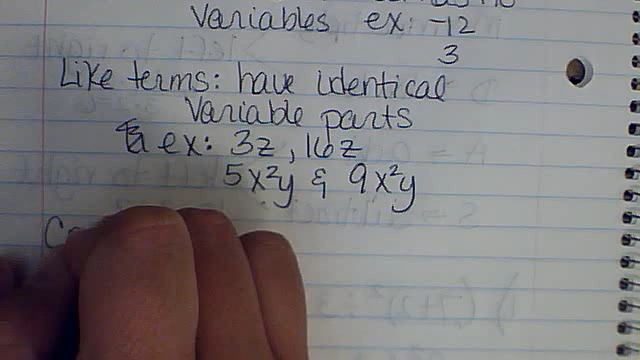 variables ex: -12
3
Like terms: have identical
variable parts
ex: 3z, 16z
5x²y & 9x²y